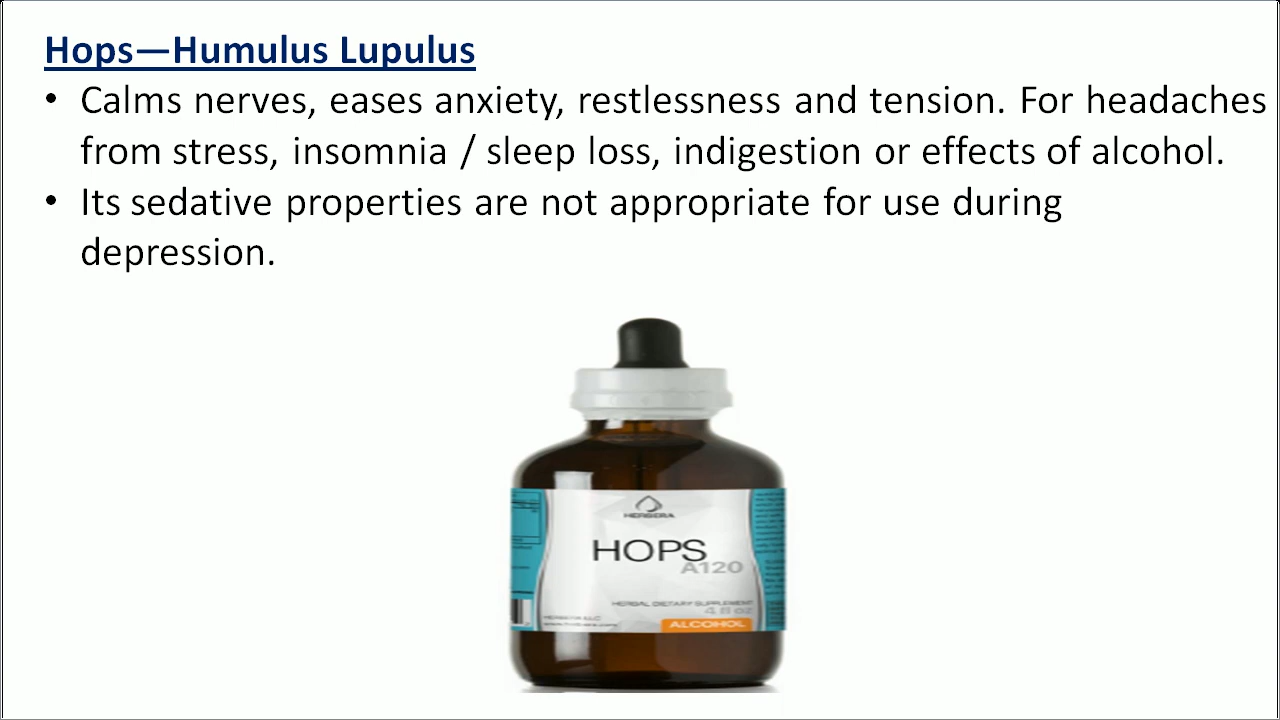 Hops—Humulus Lupulus
• Calms nerves, eases anxiety, restlessness and tension. For headaches
from stress, insomnia / sleep loss, indigestion or effects of alcohol.
• Its sedative properties are not appropriate for use during
depression.
HERBERA
HOPS
A120
HERBAL DIETARY SUPPLEMENT
4 fl oz
HERBERA LLC
ALCOHOL